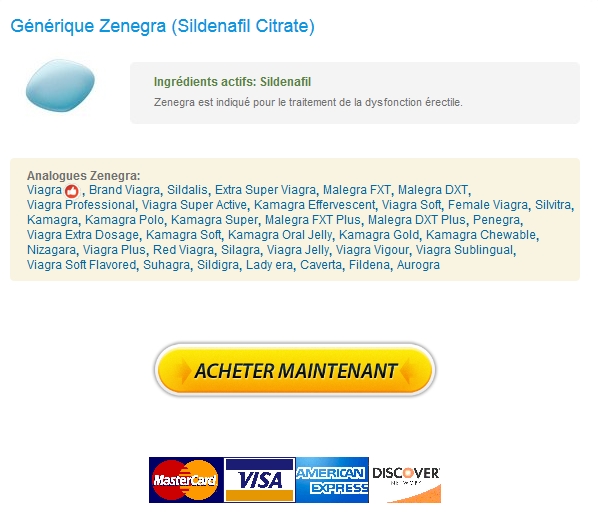 Générique Zenegra (Sildenafil Citrate)
Ingrédients actifs: Sildenafil
Zenegra est indiqué pour le traitement de la dysfonction érectile.
Analogues Zenegra:
Viagra , Brand Viagra, Sildalis, Extra Super Viagra, Malegra FXT, Malegra DXT,
Viagra Professional, Viagra Super Active, Kamagra Effervescent, Viagra Soft, Female Viagra, Silvitra,
Kamagra, Kamagra Polo, Kamagra Super, Malegra FXT Plus, Malegra DXT Plus, Penegra,
Viagra Extra Dosage, Kamagra Soft, Kamagra Oral Jelly, Kamagra Gold, Kamagra Chewable,
Nizagara, Viagra Plus, Red Viagra, Silagra, Viagra Jelly, Viagra Vigour, Viagra Sublingual,
Viagra Soft Flavored, Suhagra, Sildigra, Lady era, Caverta, Fildena, Aurogra
ACHETER MAINTENANT
MasterCard VISA AMERICAN EXPRESS DISCOVER NETWORK